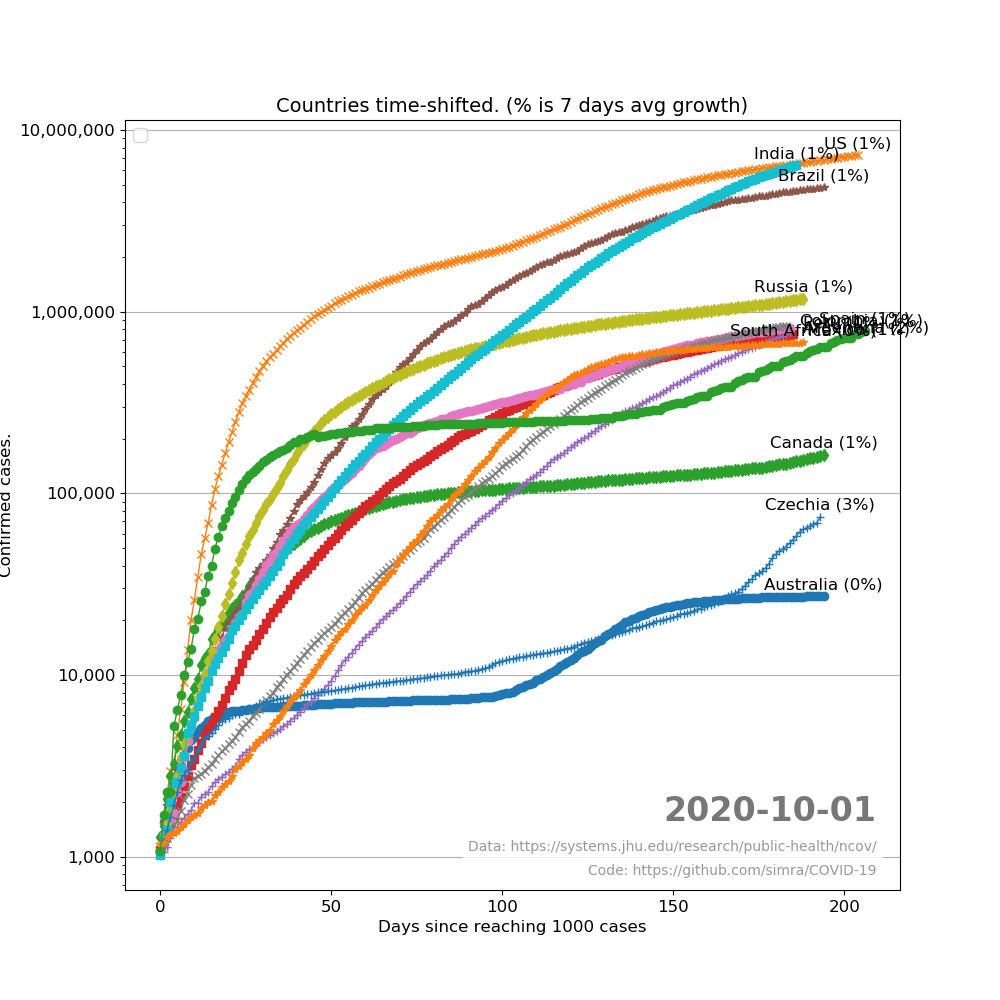 Countries time-shifted. (% is 7 days avg growth)
10,000,000
1,000,000
100,000
10,000
1,000
Confirmed cases.
US (1%)
India (1%)
Brazil (1%)
Russia (1%)
Spain (1%)
South Africa (0%)
Canada (1%)
Czechia (3%)
Australia (0%)
2020-10-01
Data: https://systems.jhu.edu/research/public-health/ncov/
Code: https://github.com/simra/COVID-19
0 50 100 150 200
Days since reaching 1000 cases